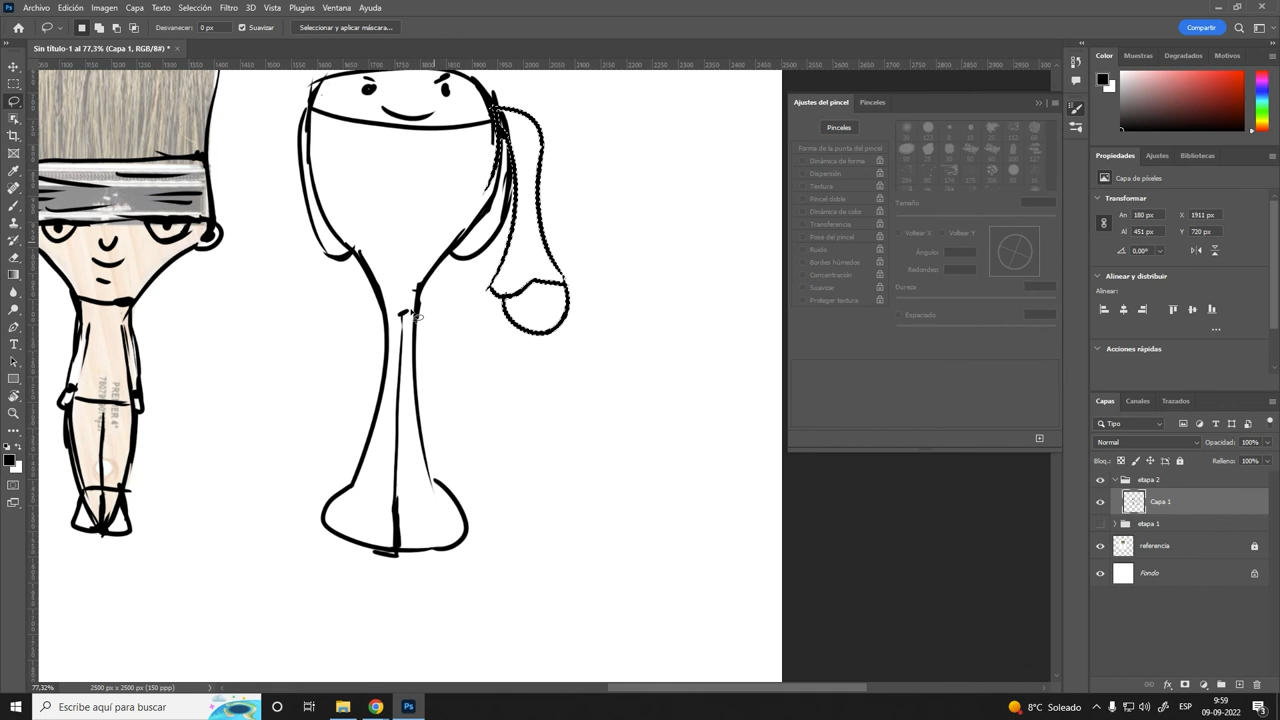 Archivo Edición Imagen Capa Texto Selección Filtro 3D Vista Plugins Ventana Ayuda
Desvanecer: 0 px Suavizar Seleccionar y aplicar máscara... Compartir
Sin título-1 al 77,3% (Capa 1, RGB/8#) * ×
Color Muestras Degradados Motivos
Ajustes del pincel Pinceles
Pinceles
Forma de la punta del pincel
Dinámica de forma
Dispersión
Textura
Pincel doble
Dinámica de color
Transferencia
Pose del pincel
Ruido
Bordes húmedos
Concentración
Suavizar
Proteger textura
Tamaño
Voltear X Voltear Y
Ángulo:
Redondez:
Dureza
Espaciado
Propiedades Ajustes Bibliotecas
Capa de píxeles
Transformar
An 180 px X 1911 px
Al 451 px Y 720 px
0,00°
Alinear y distribuir
Alinear:
Acciones rápidas
Capas Canales Trazados
Tipo
Normal Opacidad: 100%
Bloq.: Relleno: 100%
etapa 2
Capa 1
etapa 1
referencia
Fondo
77,32% 2500 px x 2500 px (150 ppp)
Escribe aquí para buscar
8°C Soleado ESP 9:59
09-09-2022